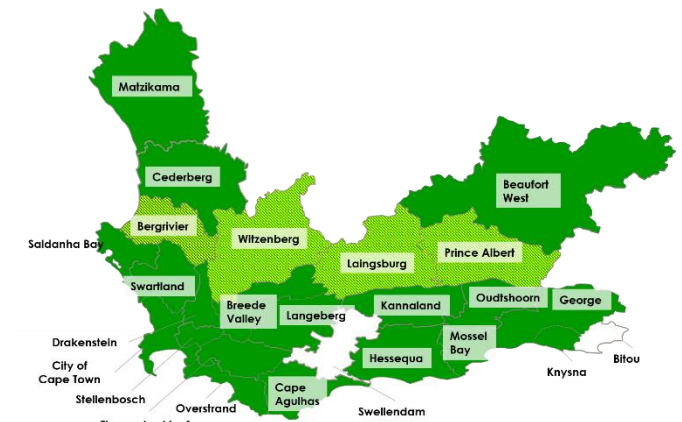 Matzikama
Cederberg
Beaufort
West
Bergrivier
Witzenberg
Saldanha Bay
Prince Albert
Laingsburg
Swartland
Breede
Valley
Langeberg
Kannaland
Oudtshoorn
George
Drakenstein
Mossel
Bay
Hessequa
Bitou
City of
Cape Town
Knysna
Stellenbosch
Cape
Agulhas
Overstrand
Swellendam